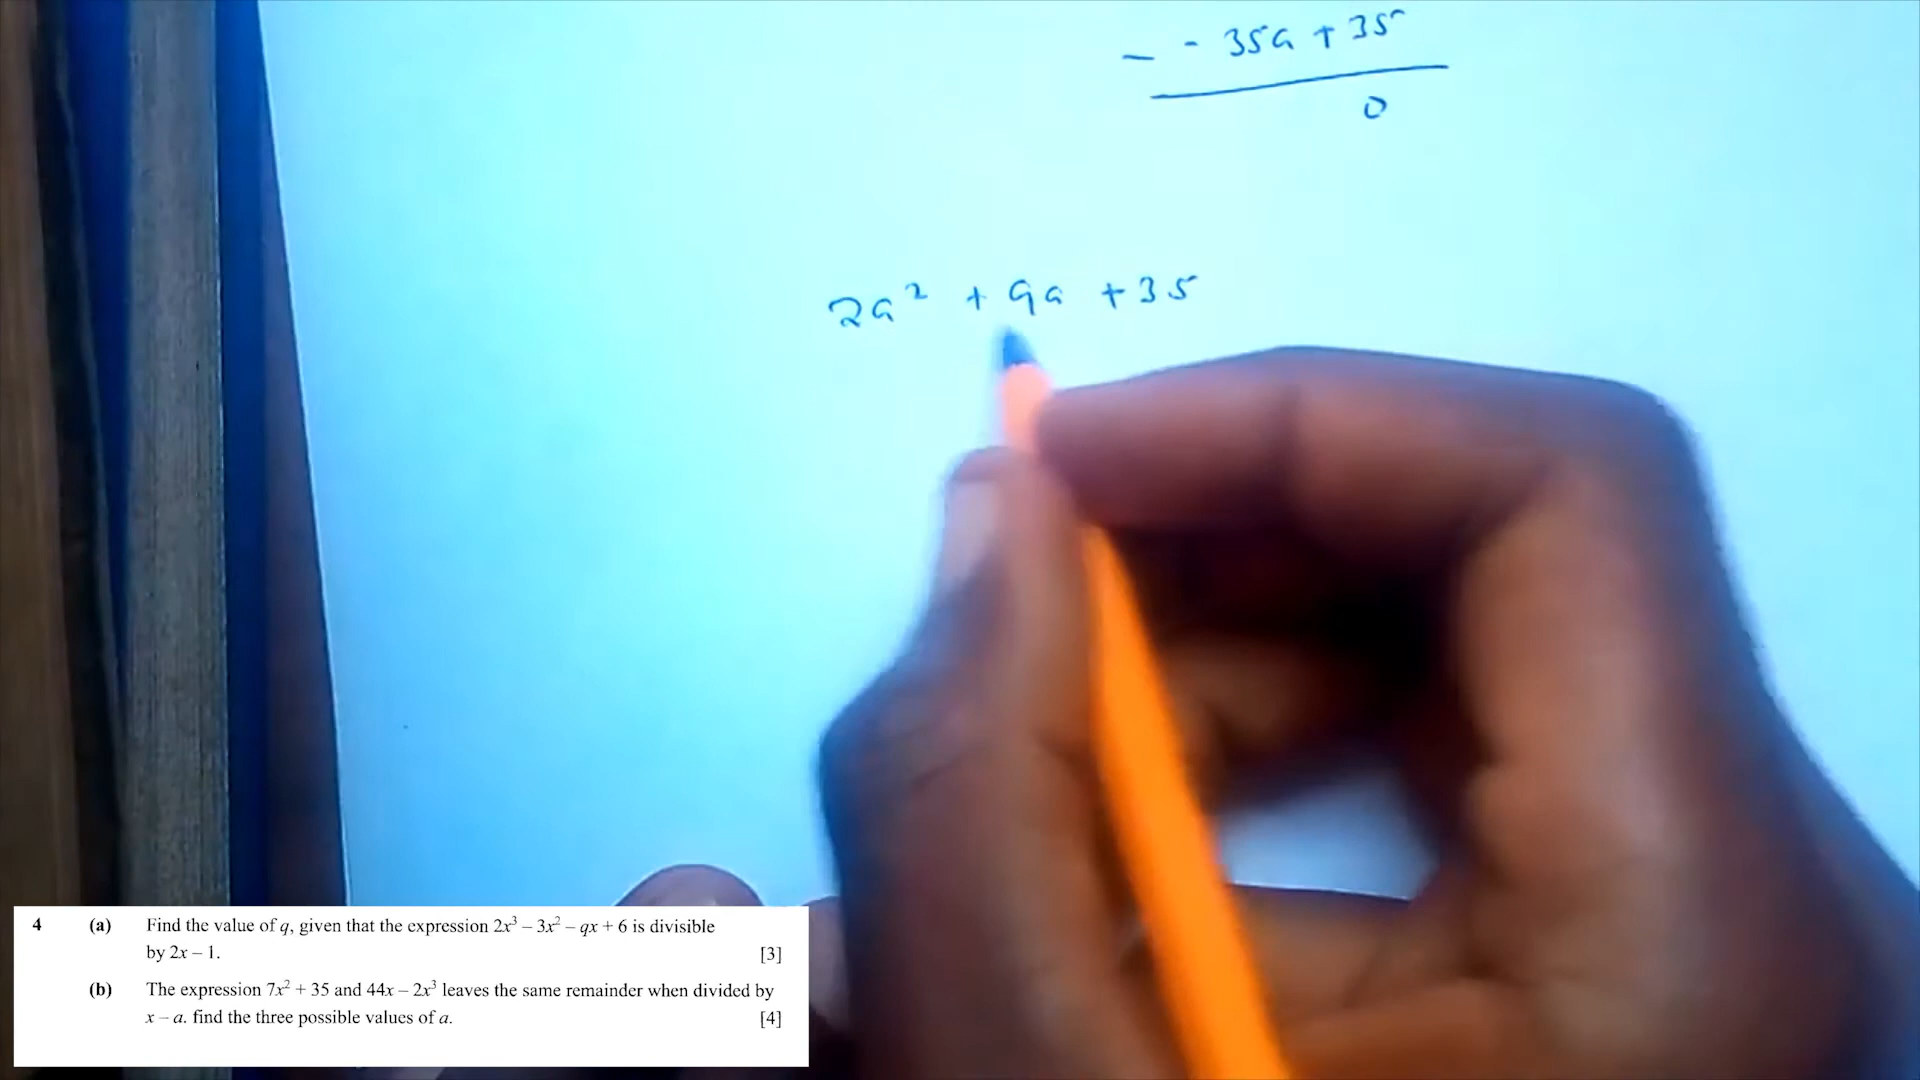 - - 35a + 35
0
2a² + 9a + 35
4 (a) Find the value of q, given that the expression 2x³ – 3x² – qx + 6 is divisible
by 2x – 1. [3]
(b) The expression 7x² + 35 and 44x – 2x³ leaves the same remainder when divided by
x – a. find the three possible values of a. [4]